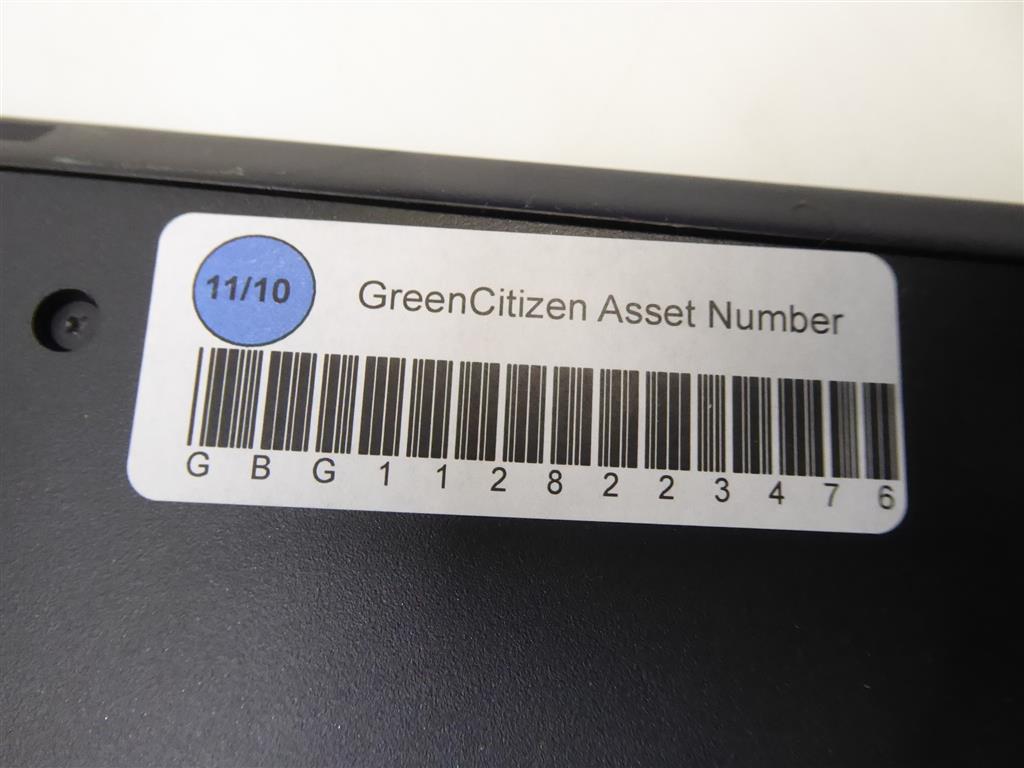 11/10
GreenCitizen Asset Number
G B G 1 1 2 8 2 2 3 4 7 6